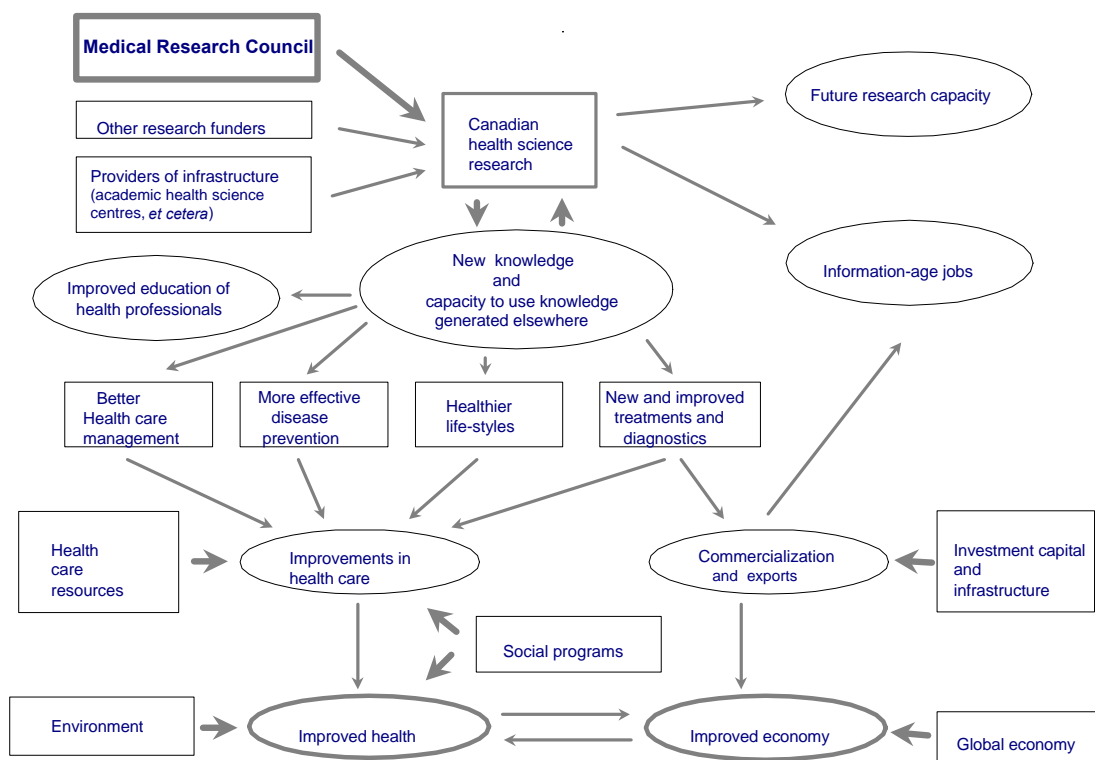 Medical Research Council
Other research funders
Providers of infrastructure
(academic health science
centres, et cetera)
Canadian
health science
research
Future research capacity
Information-age jobs
New knowledge
and
capacity to use knowledge
generated elsewhere
Improved education of
health professionals
Better
Health care
management
More effective
disease
prevention
Healthier
life-styles
New and improved
treatments and
diagnostics
Health
care
resources
Improvements in
health care
Commercialization
and exports
Investment capital
and
infrastructure
Social programs
Environment
Improved health
Improved economy
Global economy